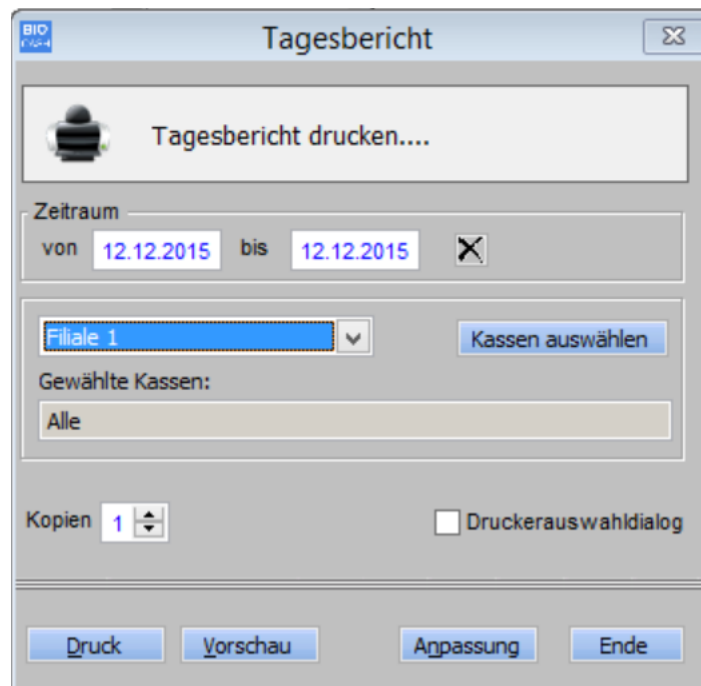 BIO
CASH
Tagesbericht
Tagesbericht drucken....
Zeitraum
von 12.12.2015 bis 12.12.2015
Filiale 1 Kassen auswählen
Gewählte Kassen:
Alle
Kopien 1 Druckerauswahldialog
Druck Vorschau Anpassung Ende